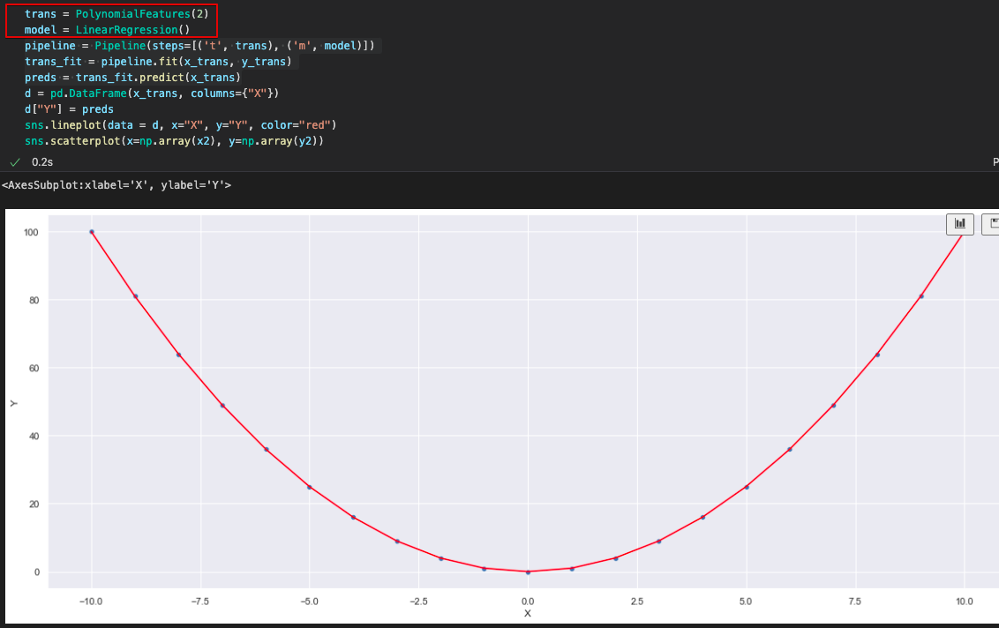 trans = PolynomialFeatures(2)
model = LinearRegression()
pipeline = Pipeline(steps=[('t', trans), ('m', model)])
trans_fit = pipeline.fit(x_trans, y_trans)
preds = trans_fit.predict(x_trans)
d = pd.DataFrame(x_trans, columns={"X"})
d["Y"] = preds
sns.lineplot(data = d, x="X", y="Y", color="red")
sns.scatterplot(x=np.array(x2), y=np.array(y2))
0.2s
P
<AxesSubplot:xlabel='X', ylabel='Y'>
100
80
60
Y
40
20
0
−10.0 −7.5 −5.0 −2.5 0.0 2.5 5.0 7.5 10.0
X